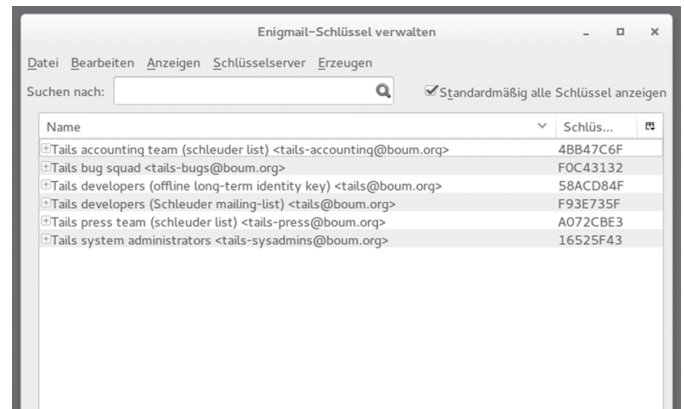 Enigmail-Schlüssel verwalten
Datei Bearbeiten Anzeigen Schlüsselserver Erzeugen
Suchen nach: Standardmäßig alle Schlüssel anzeigen
Name Schlüs...
Tails accounting team (schleuder list) <tails-accounting@boum.org> 4BB47C6F
Tails bug squad <tails-bugs@boum.org> F0C43132
Tails developers (offline long-term identity key) <tails@boum.org> 58ACD84F
Tails developers (Schleuder mailing-list) <tails@boum.org> F93E735F
Tails press team (schleuder list) <tails-press@boum.org> A072CBE3
Tails system administrators <tails-sysadmins@boum.org> 16525F43